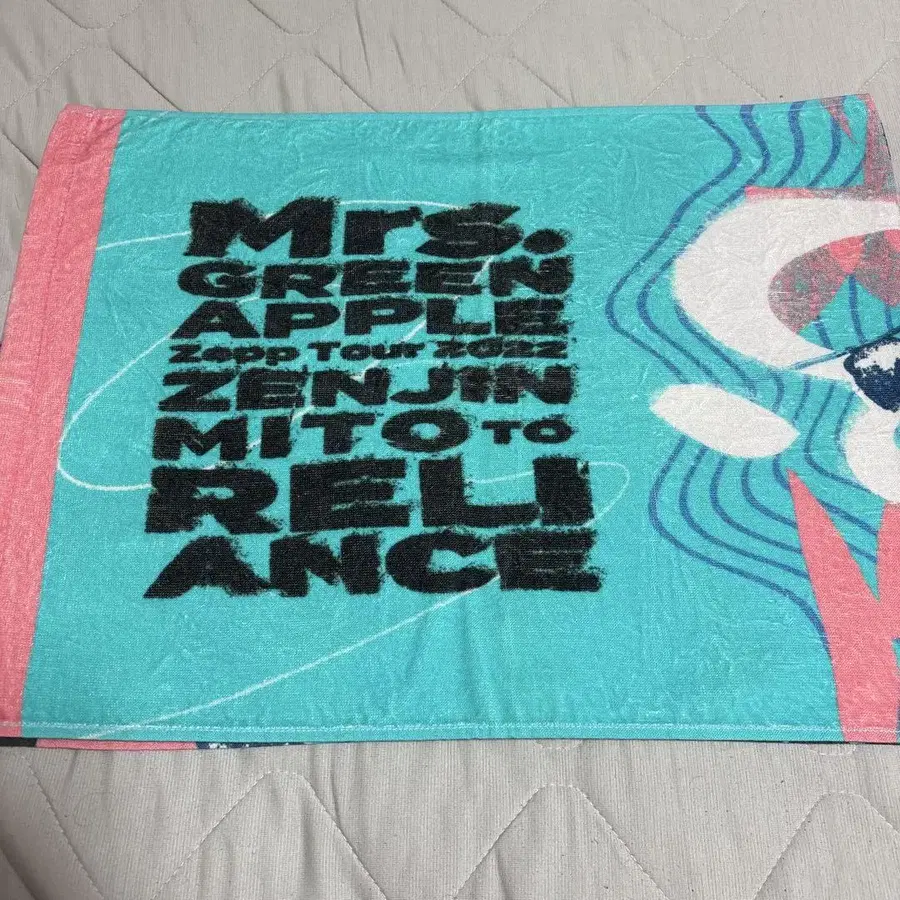 Mrs.
GREEN
APPLE
Zepp Tour 2022
ZENJIN
MITO TO
RELI
ANCE